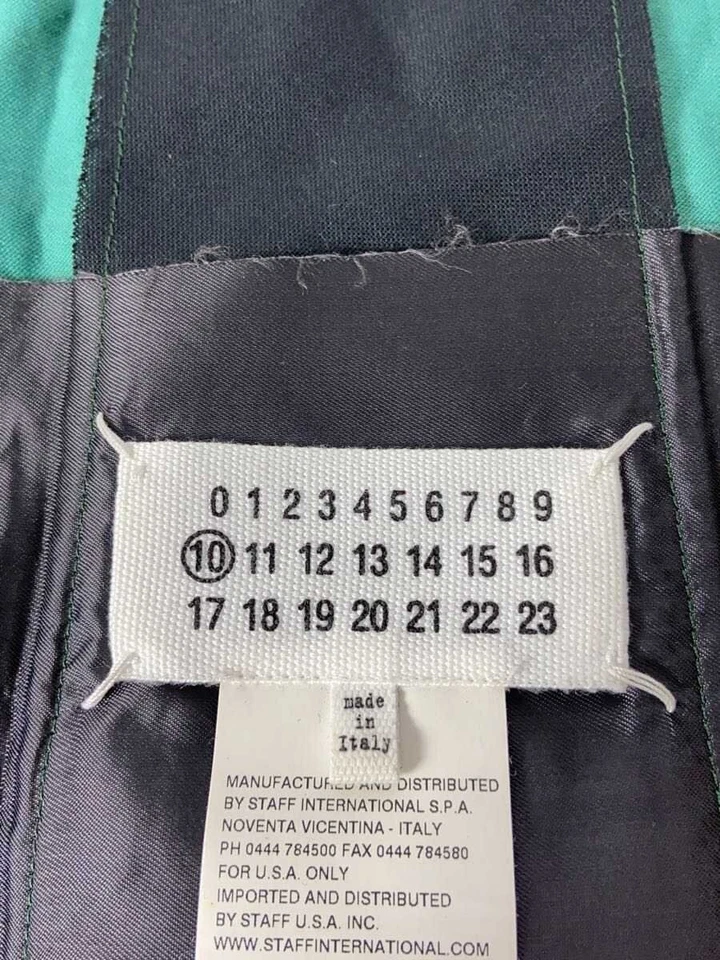 0 1 2 3 4 5 6 7 8 9
10 11 12 13 14 15 16
17 18 19 20 21 22 23
made
in
Italy
MANUFACTURED AND DISTRIBUTED
BY STAFF INTERNATIONAL S.P.A.
NOVENTA VICENTINA - ITALY
PH 0444 784500 FAX 0444 784580
FOR U.S.A. ONLY
IMPORTED AND DISTRIBUTED
BY STAFF U.S.A. INC.
WWW.STAFFINTERNATIONAL.COM